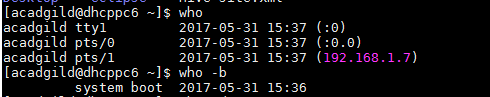 [acadgild@dhcppc6 ~]$ who
acadgild tty1         2017-05-31 15:37 (:0)
acadgild pts/0        2017-05-31 15:37 (:0.0)
acadgild pts/1        2017-05-31 15:37 (192.168.1.7)
[acadgild@dhcppc6 ~]$ who -b
         system boot  2017-05-31 15:36